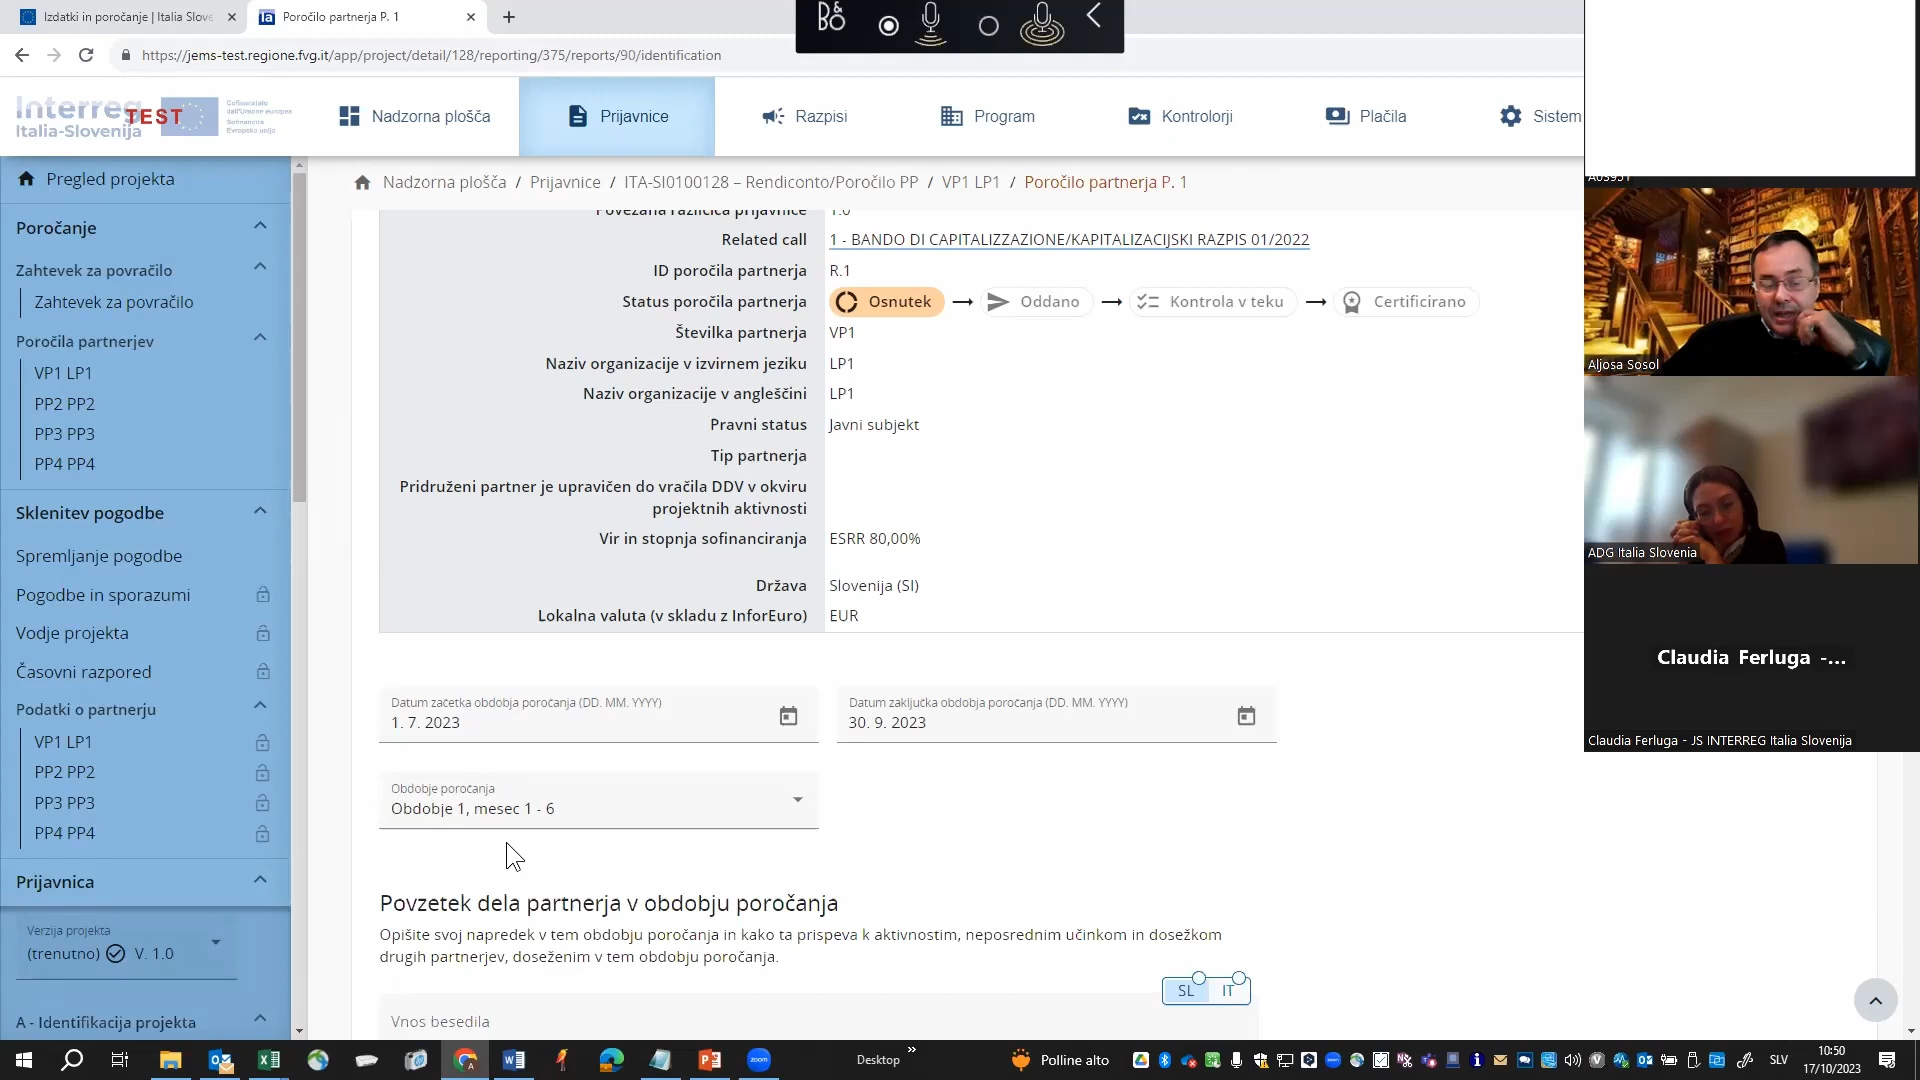 Izdatki in poročanje | Italia Slove
Poročilo partnerja P. 1
https://jems-test.regione.fvg.it/app/project/detail/128/reporting/375/reports/90/identification
Interreg
Italia-Slovenija
TEST
Cofinanziato
dall'Unione europea
Sofinancira
Evropska unija
Nadzorna plošča
Prijavnice
Razpisi
Program
Kontrolorji
Plačila
Sistem
Pregled projekta
Nadzorna plošča / Prijavnice / ITA-SI0100128 – Rendiconto/Poročilo PP / VP1 LP1 / Poročilo partnerja P. 1
Poročanje
Zahtevek za povračilo
Zahtevek za povračilo
Poročila partnerjev
VP1 LP1
PP2 PP2
PP3 PP3
PP4 PP4
Sklenitev pogodbe
Spremljanje pogodbe
Pogodbe in sporazumi
Vodje projekta
Časovni razpored
Podatki o partnerju
VP1 LP1
PP2 PP2
PP3 PP3
PP4 PP4
Prijavnica
Verzija projekta
(trenutno) V. 1.0
A - Identifikacija projekta
Povezana različica prijavnice 1.0
Related call 1 - BANDO DI CAPITALIZZAZIONE/KAPITALIZACIJSKI RAZPIS 01/2022
ID poročila partnerja R.1
Status poročila partnerja Osnutek Oddano Kontrola v teku Certificirano
Številka partnerja VP1
Naziv organizacije v izvirnem jeziku LP1
Naziv organizacije v angleščini LP1
Pravni status Javni subjekt
Tip partnerja
Pridruženi partner je upravičen do vračila DDV v okviru
projektnih aktivnosti
Vir in stopnja sofinanciranja ESRR 80,00%
Država Slovenija (SI)
Lokalna valuta (v skladu z InforEuro) EUR
Datum začetka obdobja poročanja (DD. MM. YYYY)
1. 7. 2023
Datum zaključka obdobja poročanja (DD. MM. YYYY)
30. 9. 2023
Obdobje poročanja
Obdobje 1, mesec 1 - 6
Povzetek dela partnerja v obdobju poročanja
Opišite svoj napredek v tem obdobju poročanja in kako ta prispeva k aktivnostim, neposrednim učinkom in dosežkom
drugih partnerjev, doseženim v tem obdobju poročanja.
SL IT
Vnos besedila
Aljosa Sosol
ADG Italia Slovenia
Claudia Ferluga -...
Claudia Ferluga - JS INTERREG Italia Slovenija
Desktop
Polline alto
SLV
10:50
17/10/2023